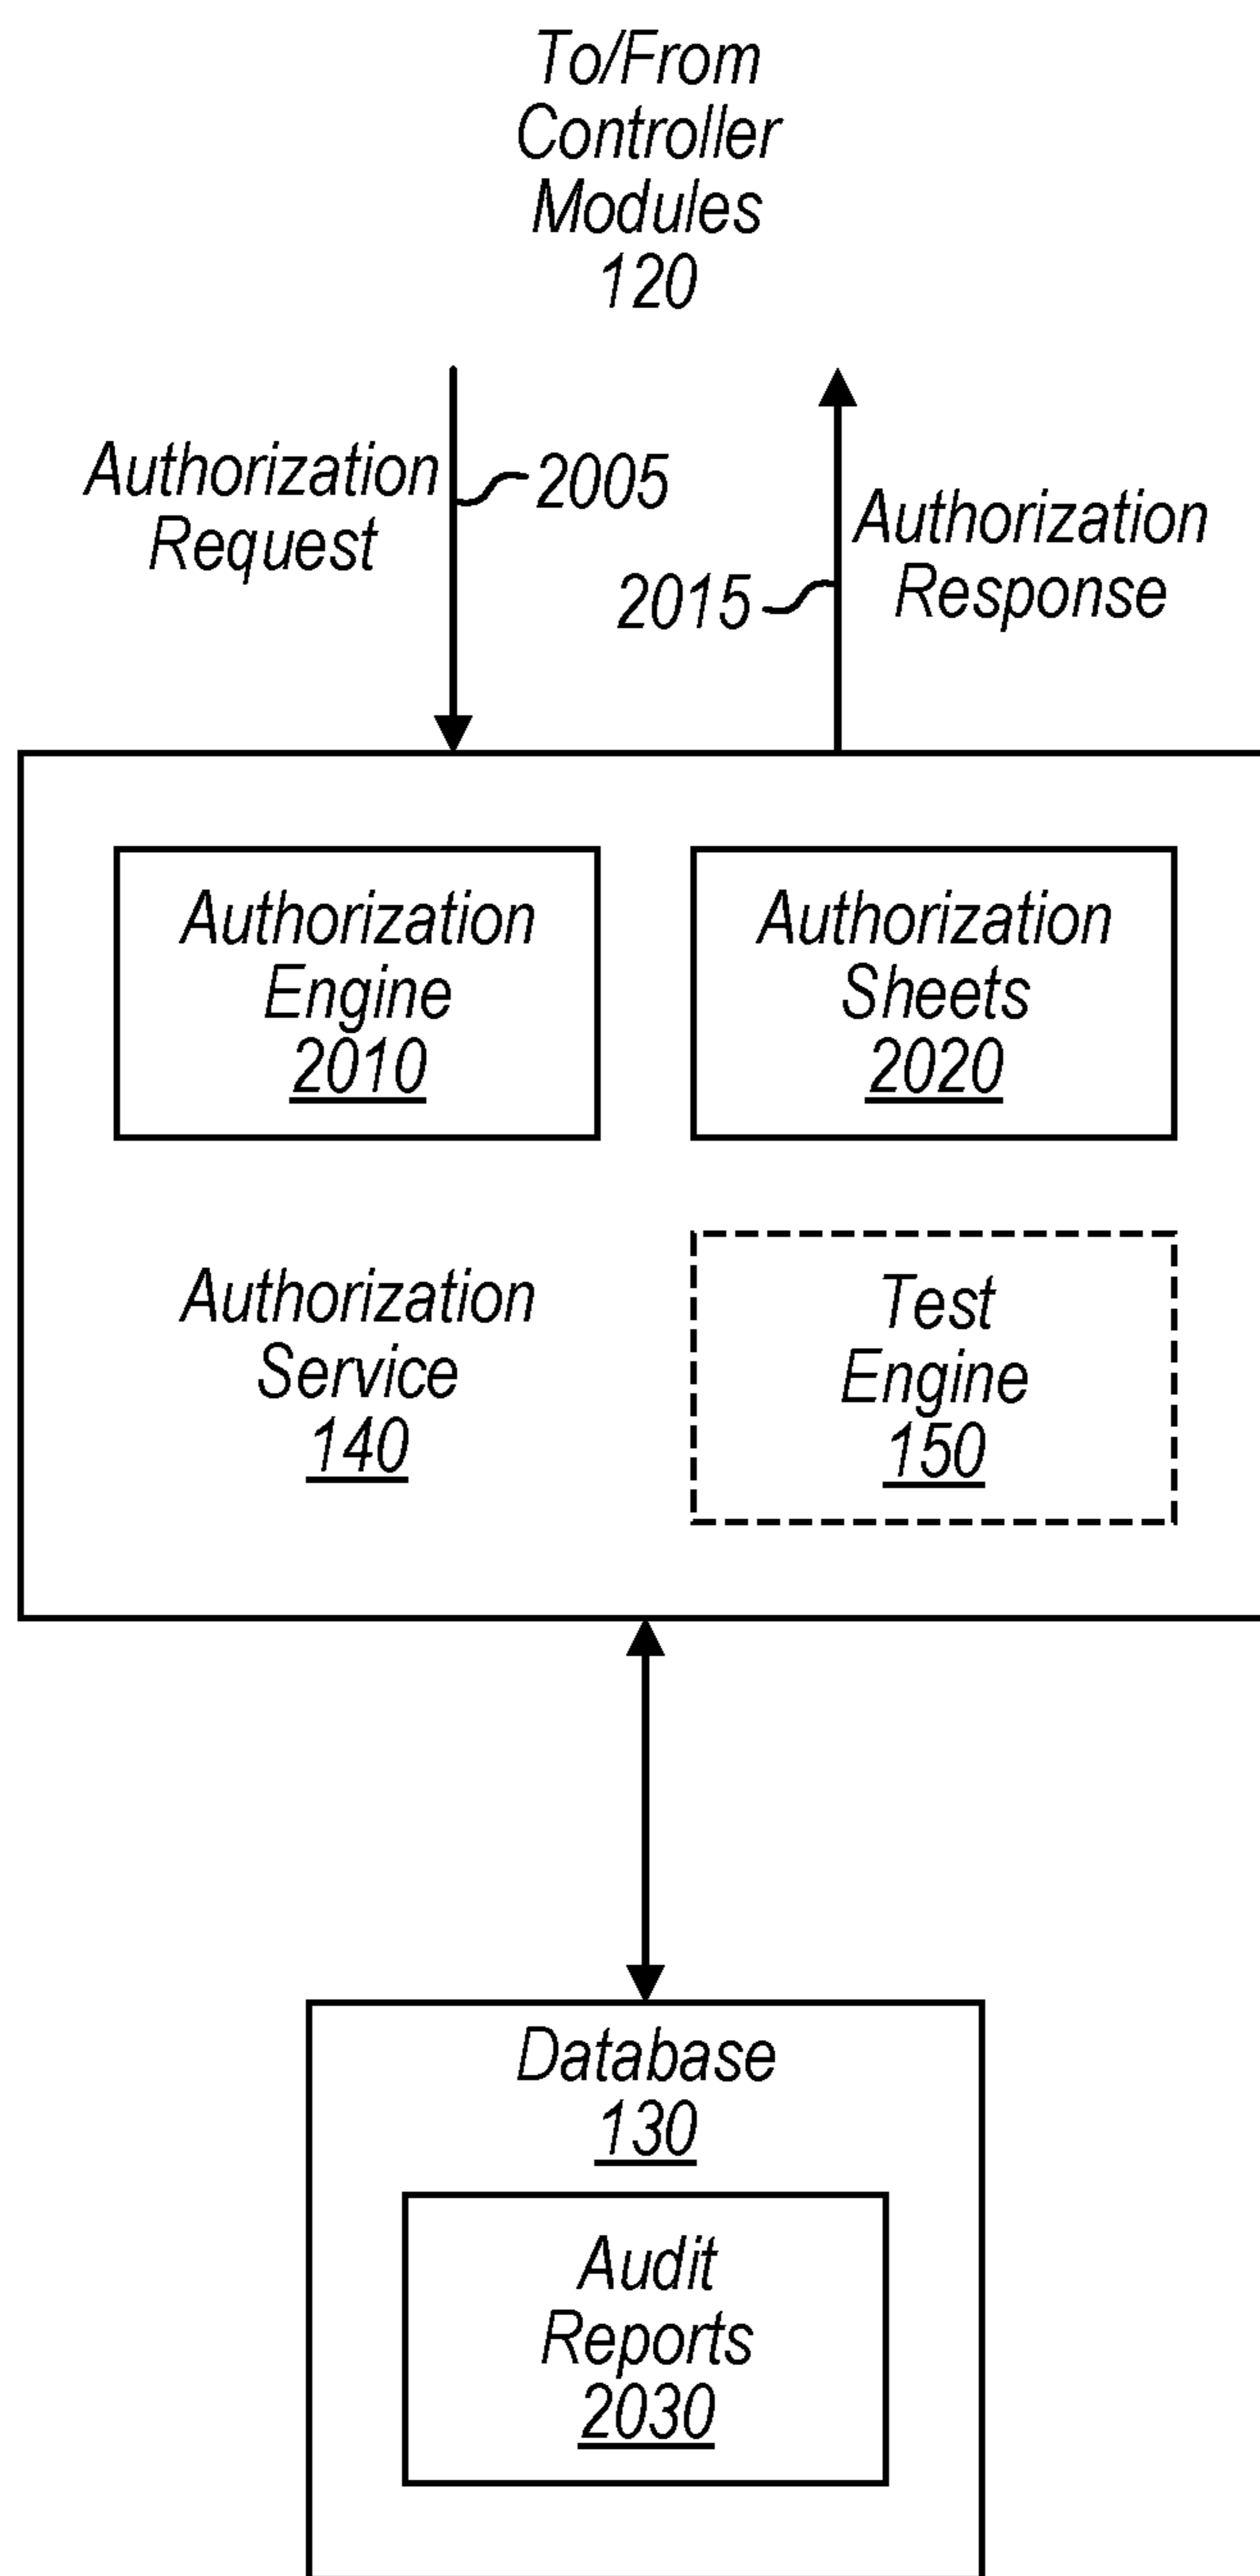 To/From
Controller
Modules
120
Authorization
Request
2005
2015
Authorization
Response
Authorization
Engine
2010
Authorization
Sheets
2020
Authorization
Service
140
Test
Engine
150
Database
130
Audit
Reports
2030